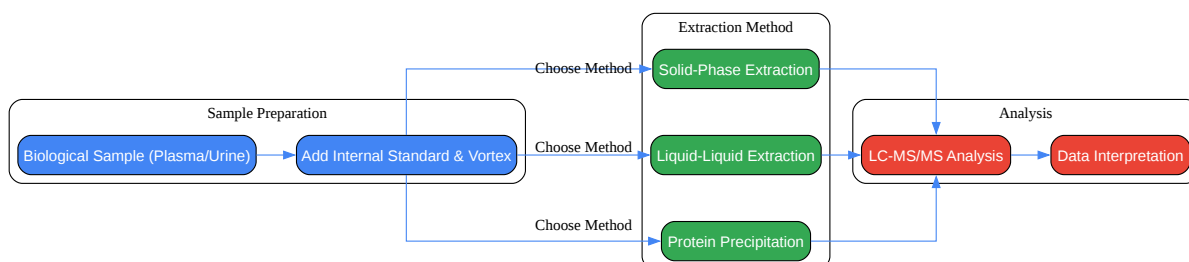 Extraction Method
Choose Method
Solid-Phase Extraction
Sample Preparation
Analysis
Biological Sample (Plasma/Urine)
Add Internal Standard & Vortex
Choose Method
Liquid-Liquid Extraction
LC-MS/MS Analysis
Data Interpretation
Choose Method
Protein Precipitation